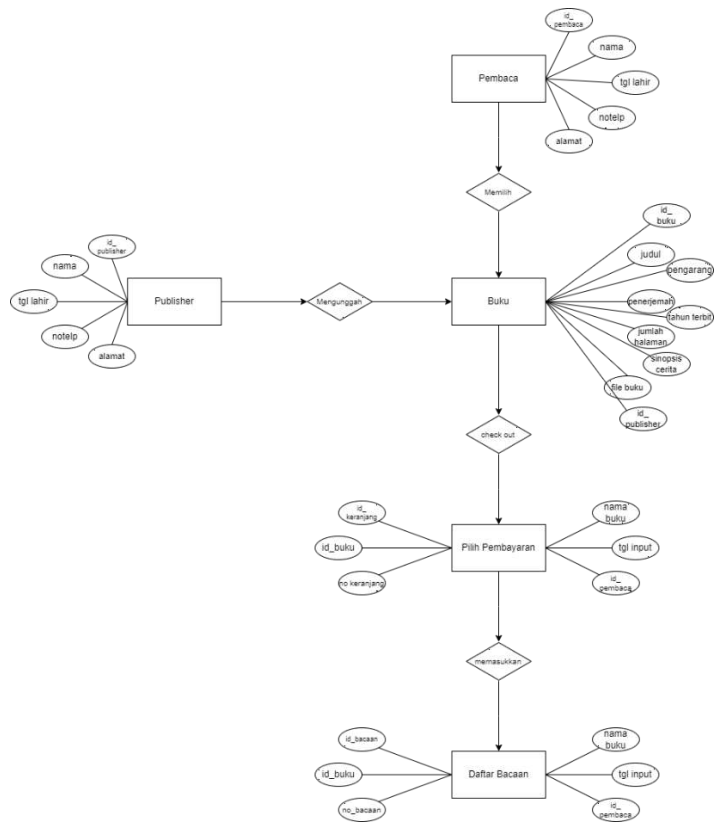 id_
pembaca
nama
Pembaca
tgl lahir
notelp
alamat
Memilih
id_
buku
judul
pengarang
id_
publisher
nama
tgl lahir
Publisher
notelp
alamat
Mengunggah
Buku
penerjemah
tahun terbit
jumlah
halaman
sinopsis
cerita
file buku
id_
publisher
check out
id_
keranjang
id_buku
no keranjang
Pilih Pembayaran
nama
buku
tgl input
id_
pembaca
memasukkan
id_bacaan
id_buku
no_bacaan
Daftar Bacaan
nama
buku
tgl input
id_
pembaca